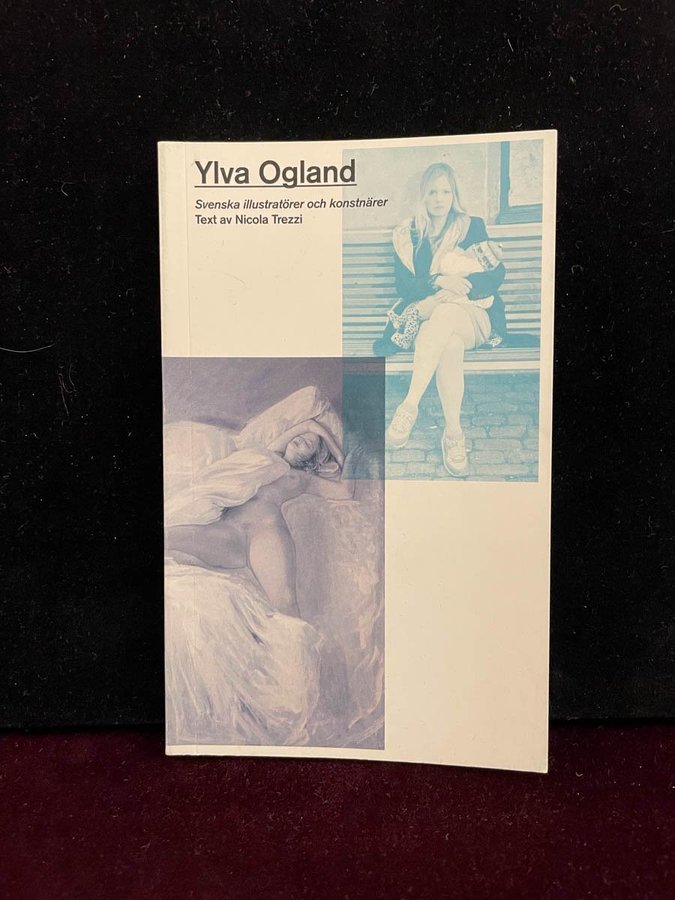 Ylva Ogland
Svenska illustratörer och konstnärer
Text av Nicola Trezzi